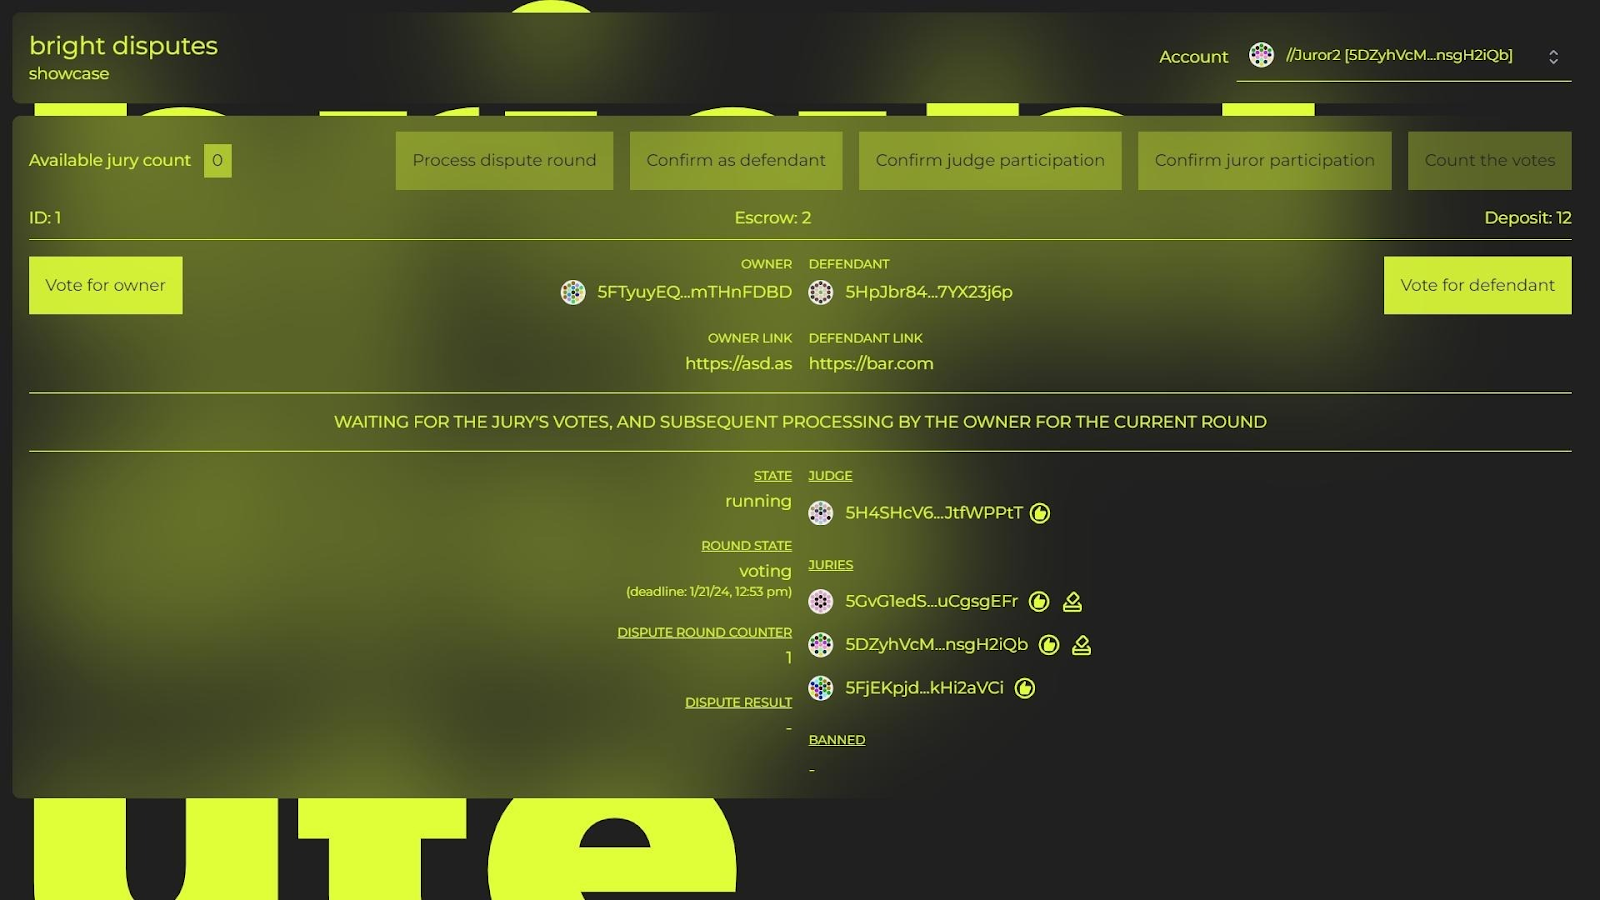 bright disputes
showcase
Account //Juror2 [5DZyhVcM...nsgH2iQb]
Available jury count 0
Process dispute round
Confirm as defendant
Confirm judge participation
Confirm juror participation
Count the votes
ID: 1
Escrow: 2
Deposit: 12
Vote for owner
OWNER
5FTyuyEQ...mTHnFDBD
DEFENDANT
5HpJbr84...7YX23j6p
Vote for defendant
OWNER LINK
https://asd.as
DEFENDANT LINK
https://bar.com
WAITING FOR THE JURY'S VOTES, AND SUBSEQUENT PROCESSING BY THE OWNER FOR THE CURRENT ROUND
STATE
running
ROUND STATE
voting
(deadline: 1/21/24, 12:53 pm)
DISPUTE ROUND COUNTER
1
DISPUTE RESULT
-
JUDGE
5H4SHcV6...JtfWPPtT
JURIES
5GvG1edS...uCgsgEFr
5DZyhVcM...nsgH2iQb
5FjEKpjd...kHi2aVCi
BANNED
-
ute